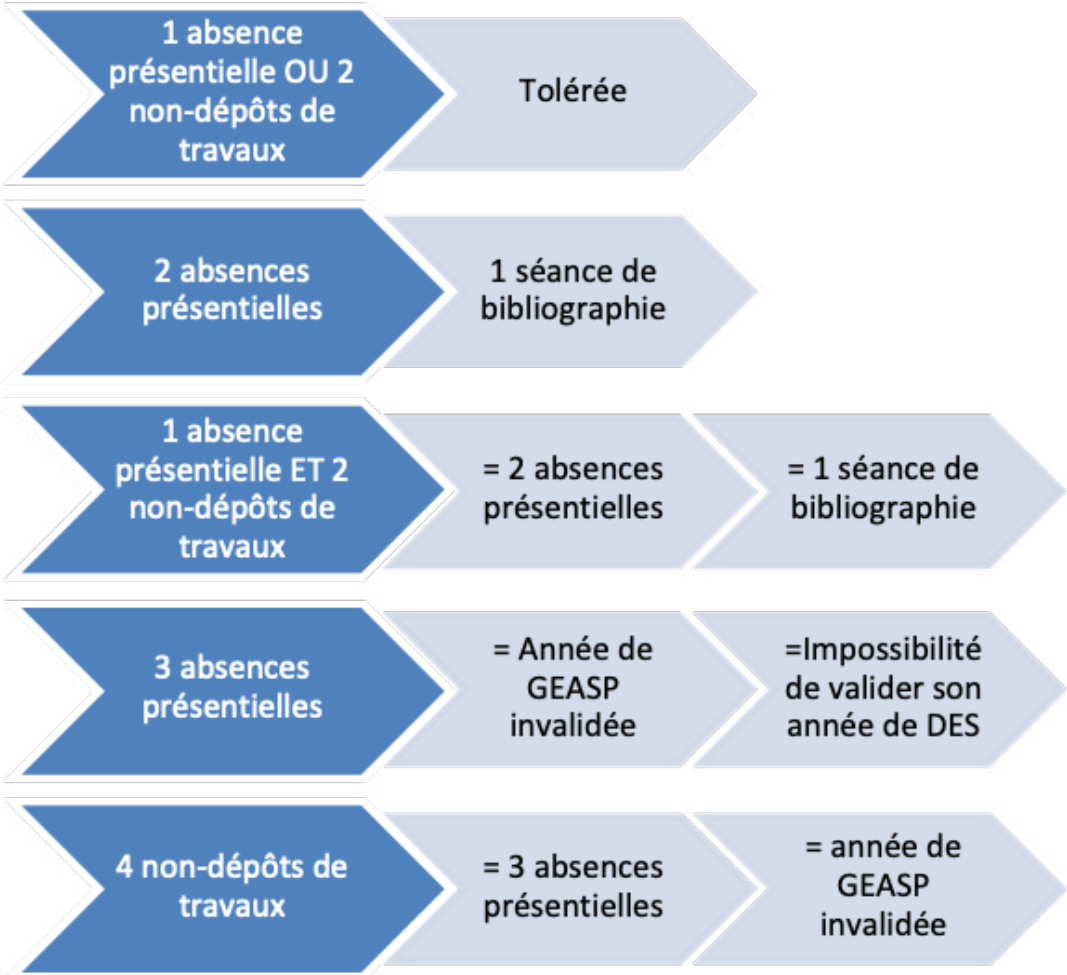 1 absence
présentielle OU 2
non-dépôts de
travaux
Tolérée
2 absences
présentielles
1 séance de
bibliographie
1 absence
présentielle ET 2
non-dépôts de
travaux
= 2 absences
présentielles
= 1 séance de
bibliographie
3 absences
présentielles
= Année de
GEASP
invalidée
=Impossibilité
de valider son
année de DES
4 non-dépôts de
travaux
= 3 absences
présentielles
= année de
GEASP
invalidée